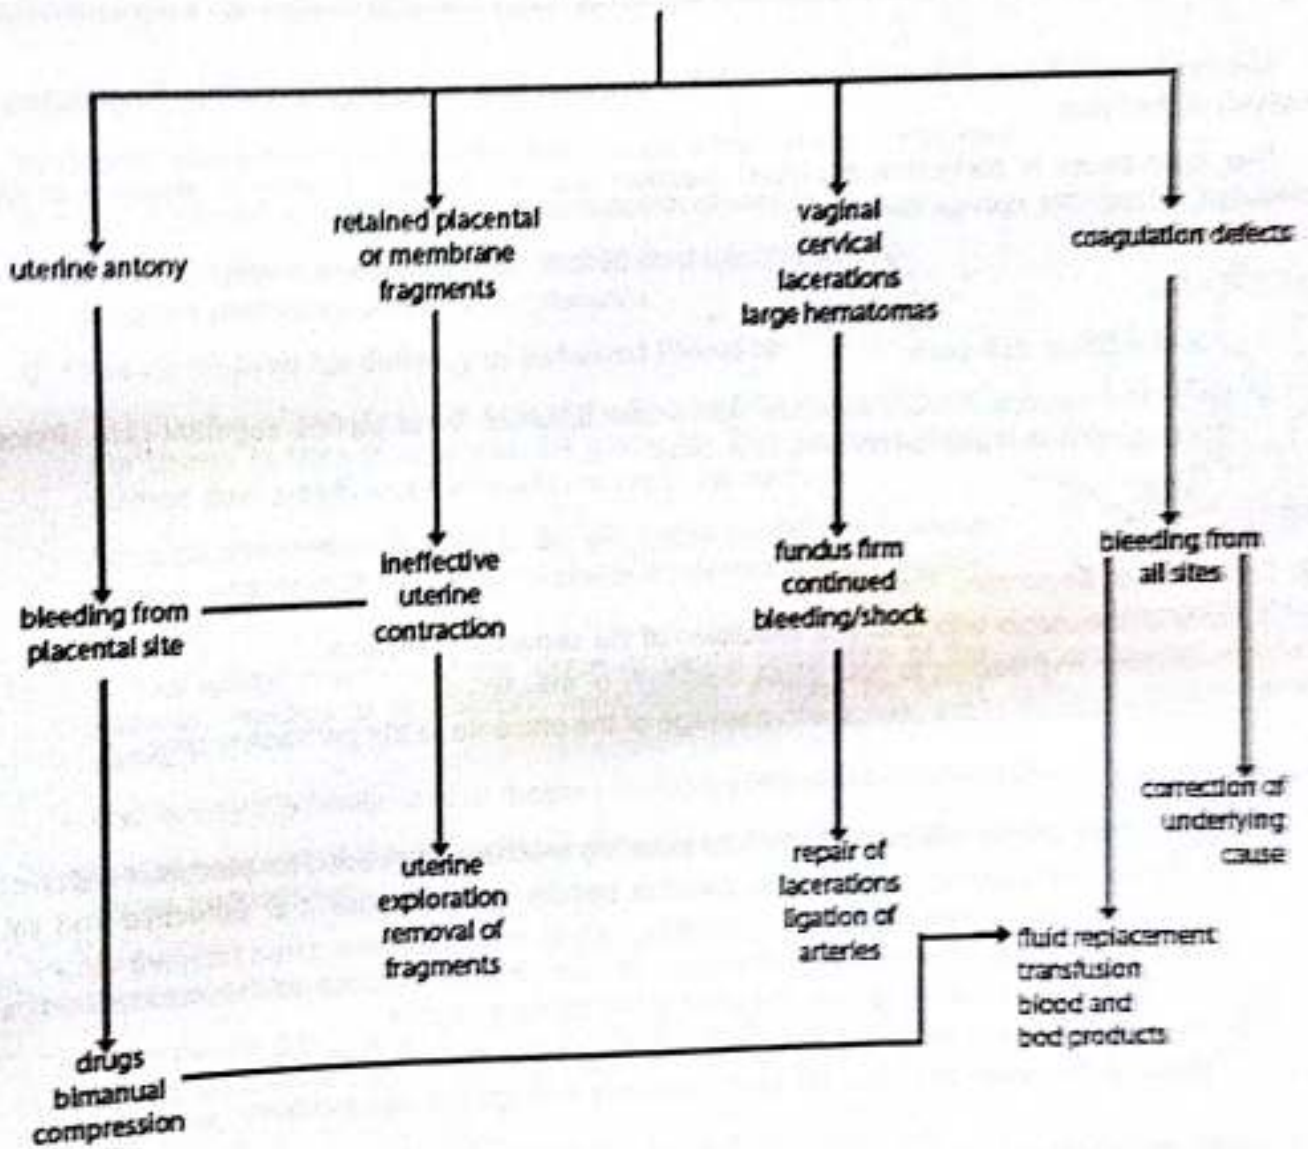 uterine antony
retained placental
or membrane
fragments
vaginal
cervical
lacerations
large hematomas
coagulation defects
bleeding from
placental site
ineffective
uterine
contraction
fundus firm
continued
bleeding/shock
bleeding from
all sites
correction of
underlying
cause
uterine
exploration
removal of
fragments
repair of
lacerations
ligation of
arteries
fluid replacement
transfusion
blood and
bod products
drugs
bimanual
compression